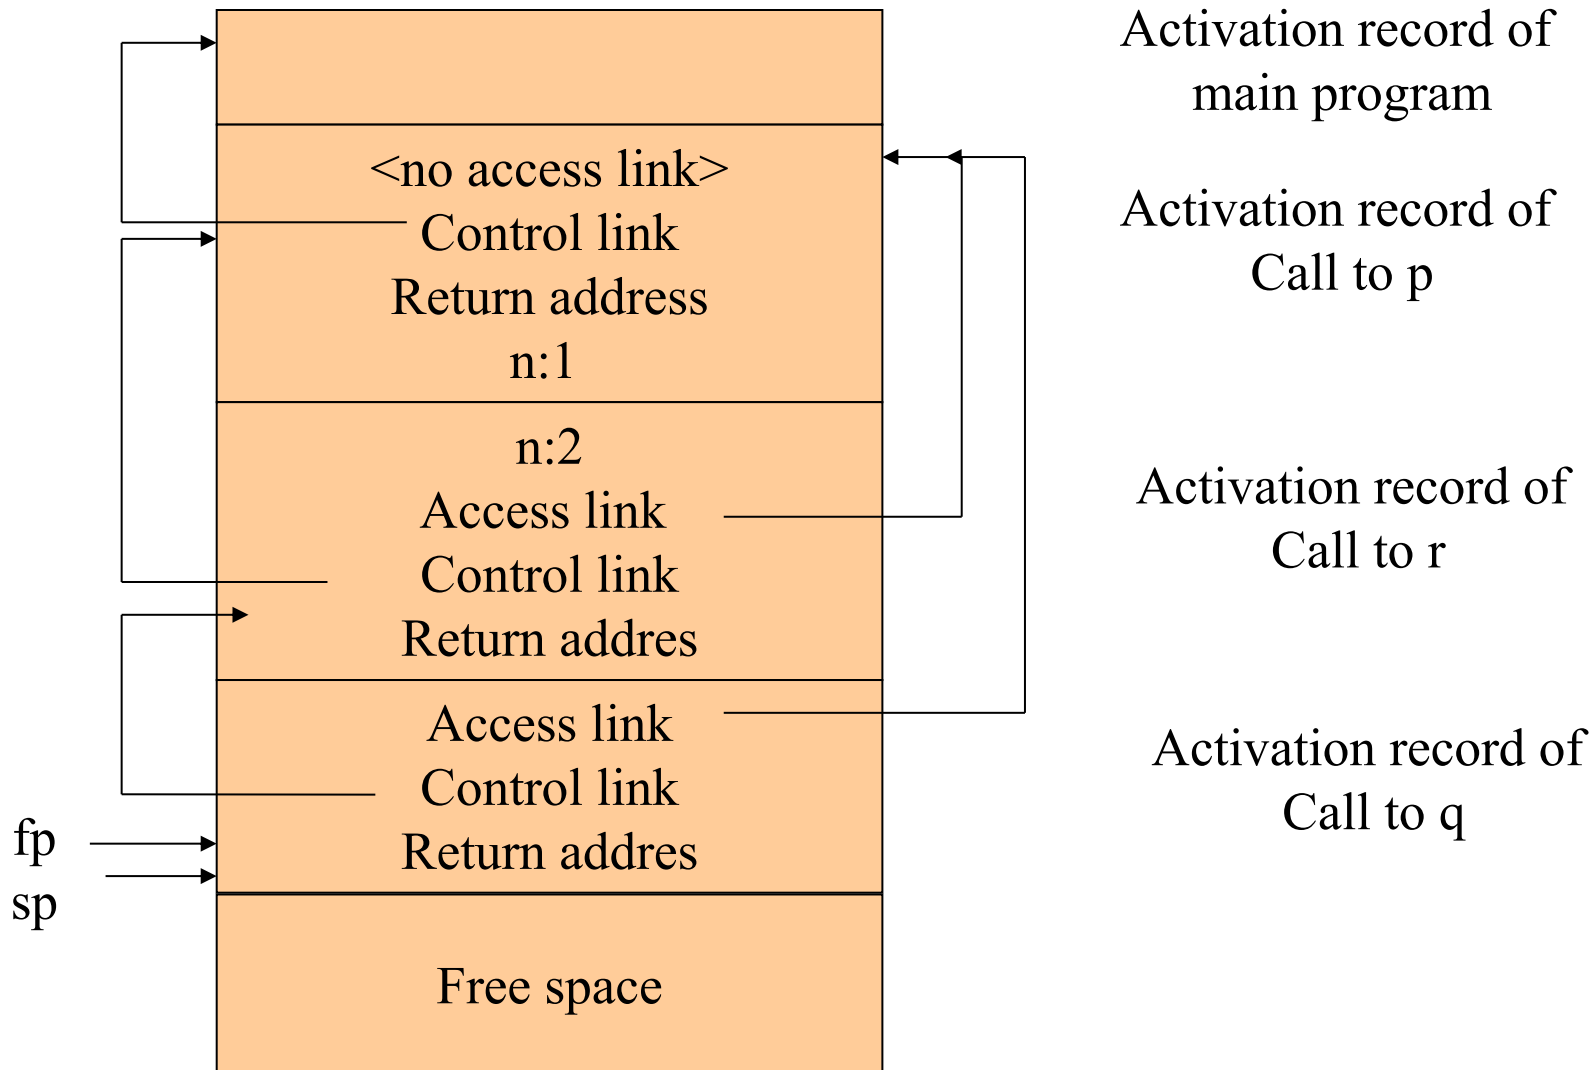 Activation record of
main program
<no access link>
Control link
Return address
n:1
Activation record of
Call to p
n:2
Access link
Control link
Return addres
Activation record of
Call to r
Access link
Control link
Return addres
Activation record of
Call to q
fp
sp
Free space